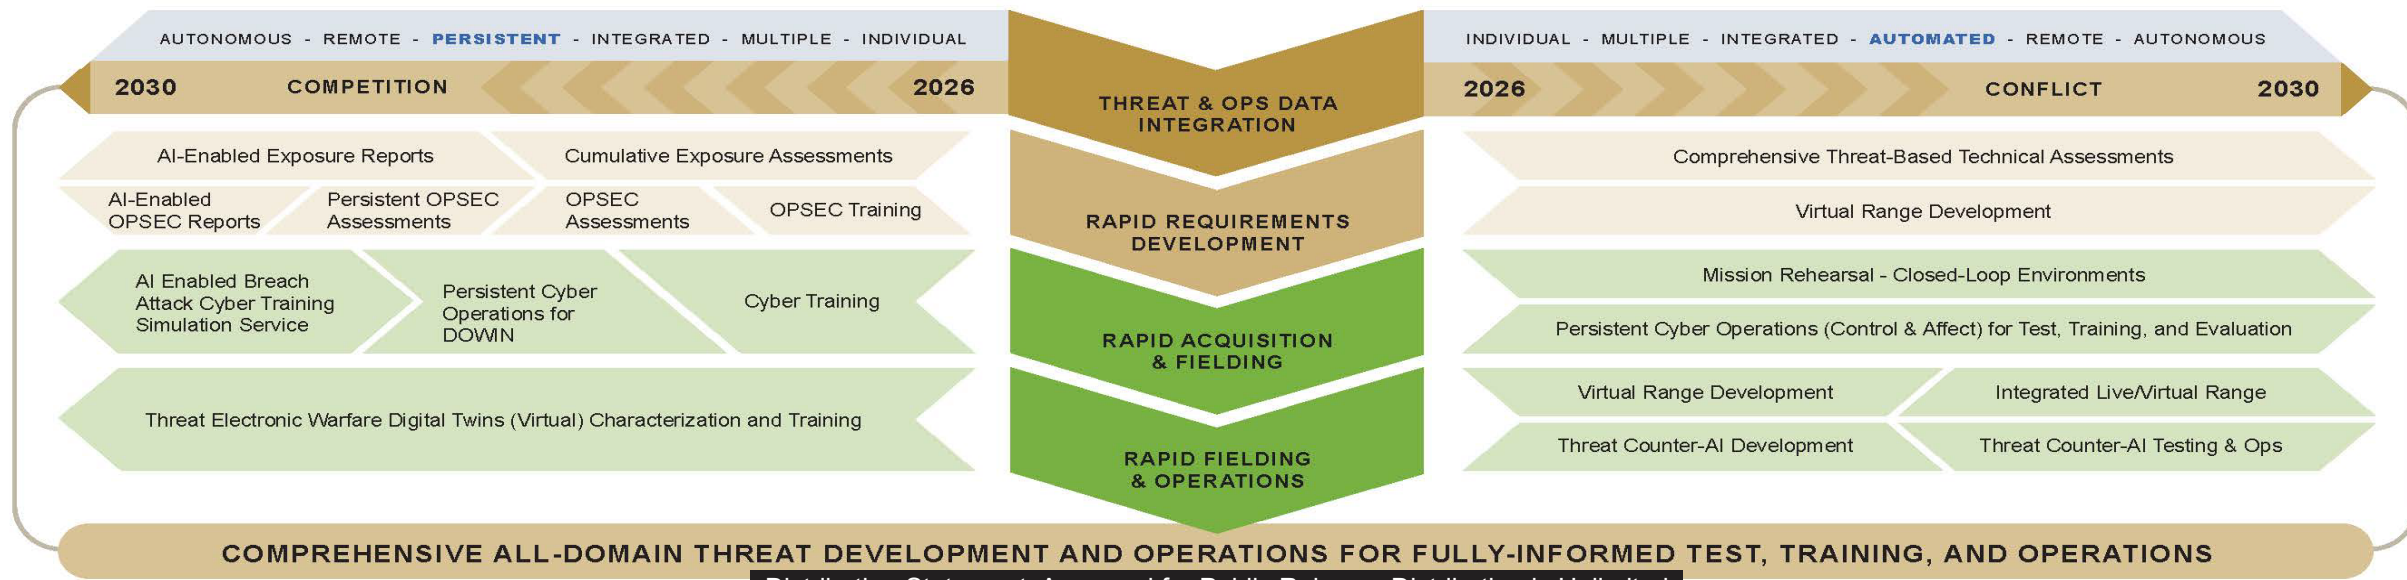 AUTONOMOUS - REMOTE - PERSISTENT - INTEGRATED - MULTIPLE - INDIVIDUAL
2030 COMPETITION 2026
AI-Enabled Exposure Reports
Cumulative Exposure Assessments
AI-Enabled
OPSEC Reports
Persistent OPSEC
Assessments
OPSEC
Assessments
OPSEC Training
AI Enabled Breach
Attack Cyber Training
Simulation Service
Persistent Cyber
Operations for
DOWIN
Cyber Training
Threat Electronic Warfare Digital Twins (Virtual) Characterization and Training
THREAT & OPS DATA
INTEGRATION
RAPID REQUIREMENTS
DEVELOPMENT
RAPID ACQUISITION
& FIELDING
RAPID FIELDING
& OPERATIONS
INDIVIDUAL - MULTIPLE - INTEGRATED - AUTOMATED - REMOTE - AUTONOMOUS
2026 CONFLICT 2030
Comprehensive Threat-Based Technical Assessments
Virtual Range Development
Mission Rehearsal - Closed-Loop Environments
Persistent Cyber Operations (Control & Affect) for Test, Training, and Evaluation
Virtual Range Development
Integrated Live/Virtual Range
Threat Counter-AI Development
Threat Counter-AI Testing & Ops
COMPREHENSIVE ALL-DOMAIN THREAT DEVELOPMENT AND OPERATIONS FOR FULLY-INFORMED TEST, TRAINING, AND OPERATIONS